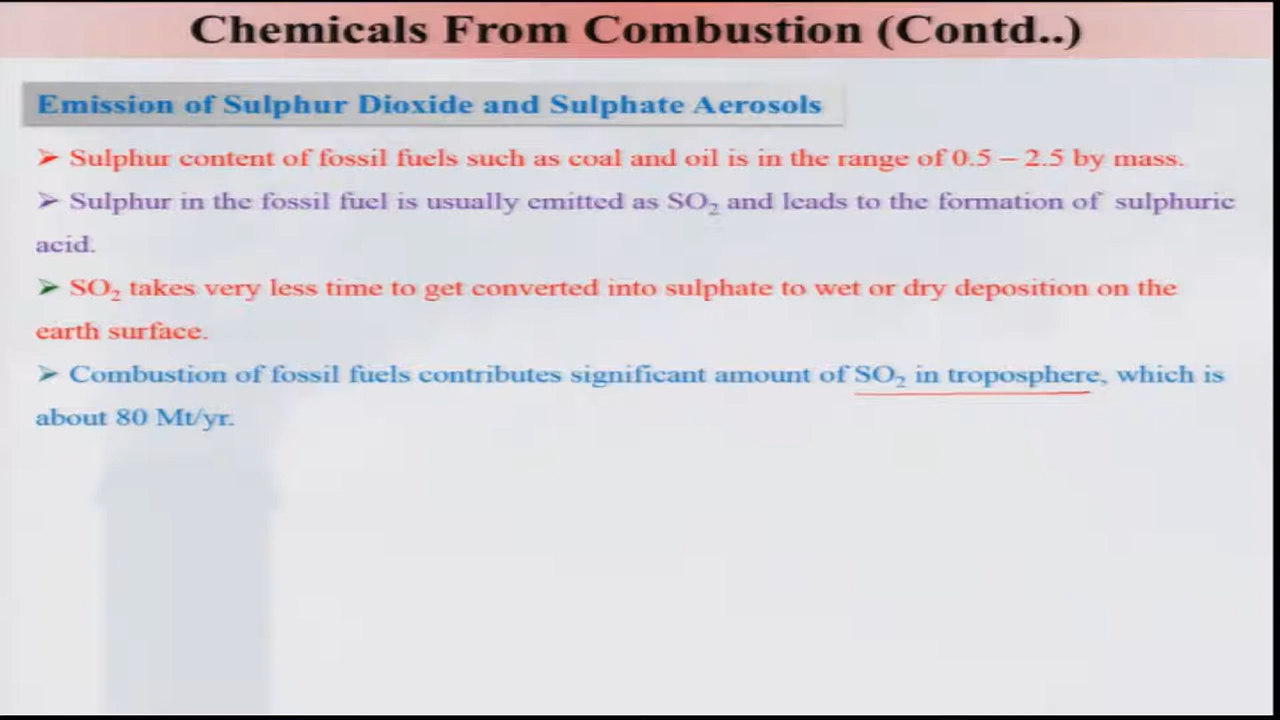 Chemicals From Combustion (Contd..)
Emission of Sulphur Dioxide and Sulphate Aerosols
➢ Sulphur content of fossil fuels such as coal and oil is in the range of 0.5 – 2.5 by mass.
➢ Sulphur in the fossil fuel is usually emitted as SO₂ and leads to the formation of sulphuric
acid.
➢ SO₂ takes very less time to get converted into sulphate to wet or dry deposition on the
earth surface.
➢ Combustion of fossil fuels contributes significant amount of SO₂ in troposphere, which is
about 80 Mt/yr.